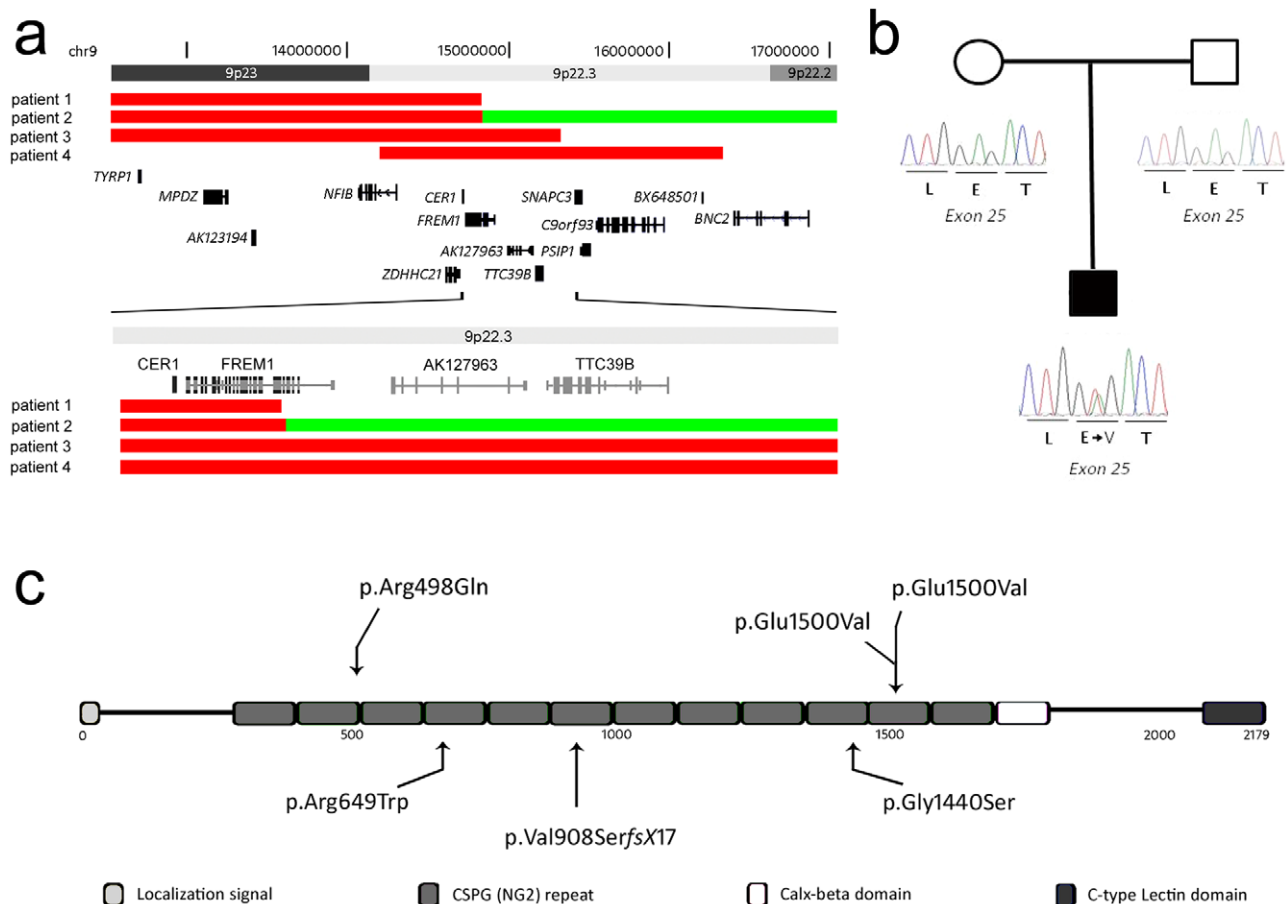 a
chr9 14000000 15000000 16000000 17000000
9p23 9p22.3 9p22.2
patient 1
patient 2
patient 3
patient 4
TYRP1
MPDZ NFIB CER1 SNAPC3 BX648501
FREM1 C9orf93 BNC2
AK123194
AK127963 PSIP1
ZDHHC21 TTC39B
9p22.3
CER1 FREM1 AK127963 TTC39B
patient 1
patient 2
patient 3
patient 4
b
L E T
Exon 25
L E T
Exon 25
L E→V T
Exon 25
c
p.Arg498Gln
p.Glu1500Val
p.Glu1500Val
0 500 1000 1500 2000 2179
p.Arg649Trp
p.Gly1440Ser
p.Val908SerfsX17
Localization signal
CSPG (NG2) repeat
Calx-beta domain
C-type Lectin domain